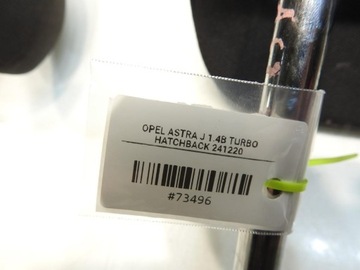 OPEL ASTRA J 1.4B TURBO
HATCHBACK 241220
#73496